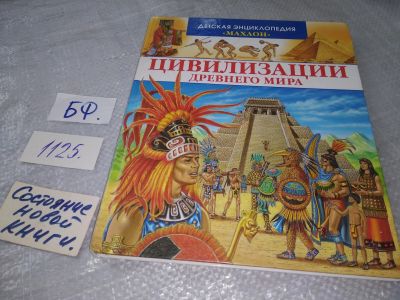 ДЕТСКАЯ ЭНЦИКЛОПЕДИЯ
«МАХАОН»
ЦИВИЛИЗАЦИИ
ДРЕВНЕГО МИРА
БФ.
1125.
Состояние
новой
книги.